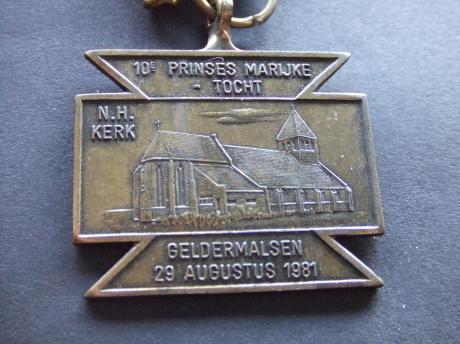 10E PRINSES MARIJKE
- TOCHT
N.H.
KERK
GELDERMALSEN
29 AUGUSTUS 1981